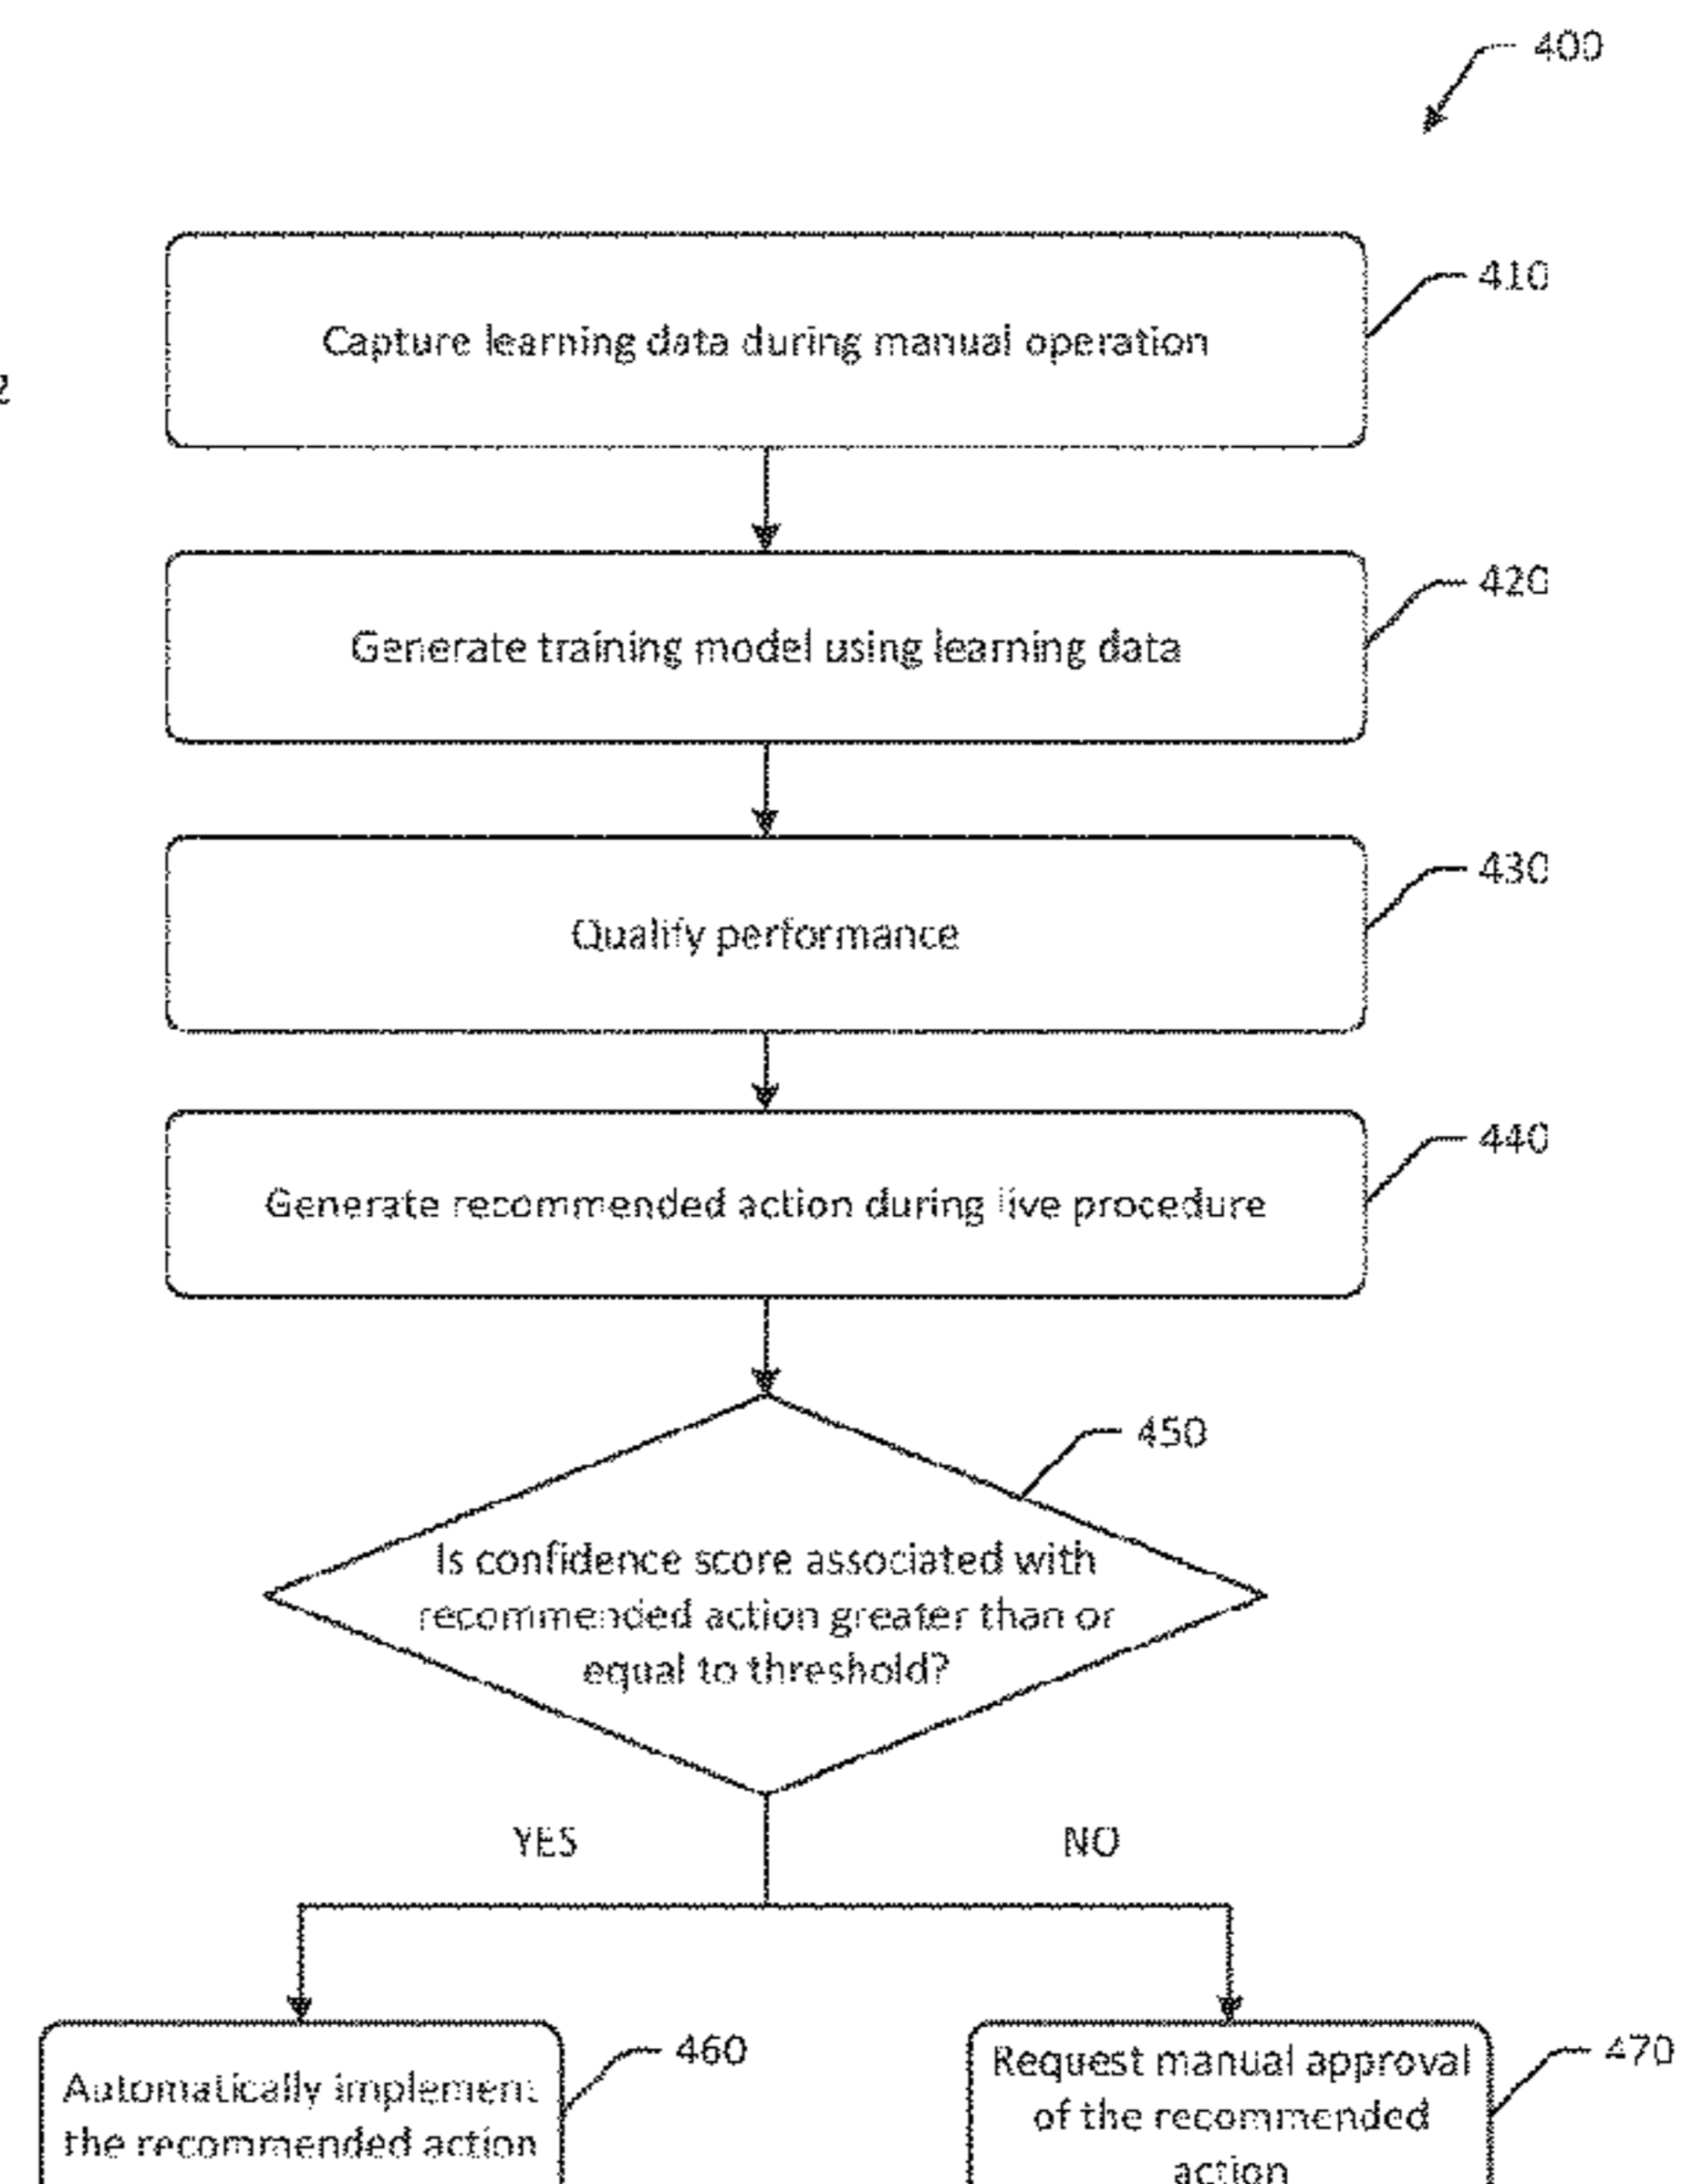 400
410
Capture learning data during manual operation
2
420
Generate training model using learning data
430
Qualify performance
440
Generate recommended action during live procedure
450
Is confidence score associated with
recommended action greater than or
equal to threshold?
YES
NO
460
470
Automatically implement
the recommended action
Request manual approval
of the recommended
action